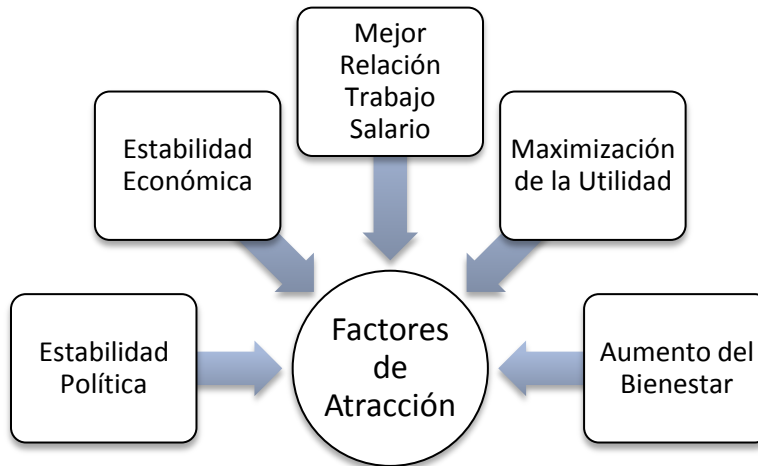 Mejor
Relación
Trabajo
Salario
Estabilidad
Económica
Maximización
de la Utilidad
Estabilidad
Política
Factores
de
Atracción
Aumento del
Bienestar